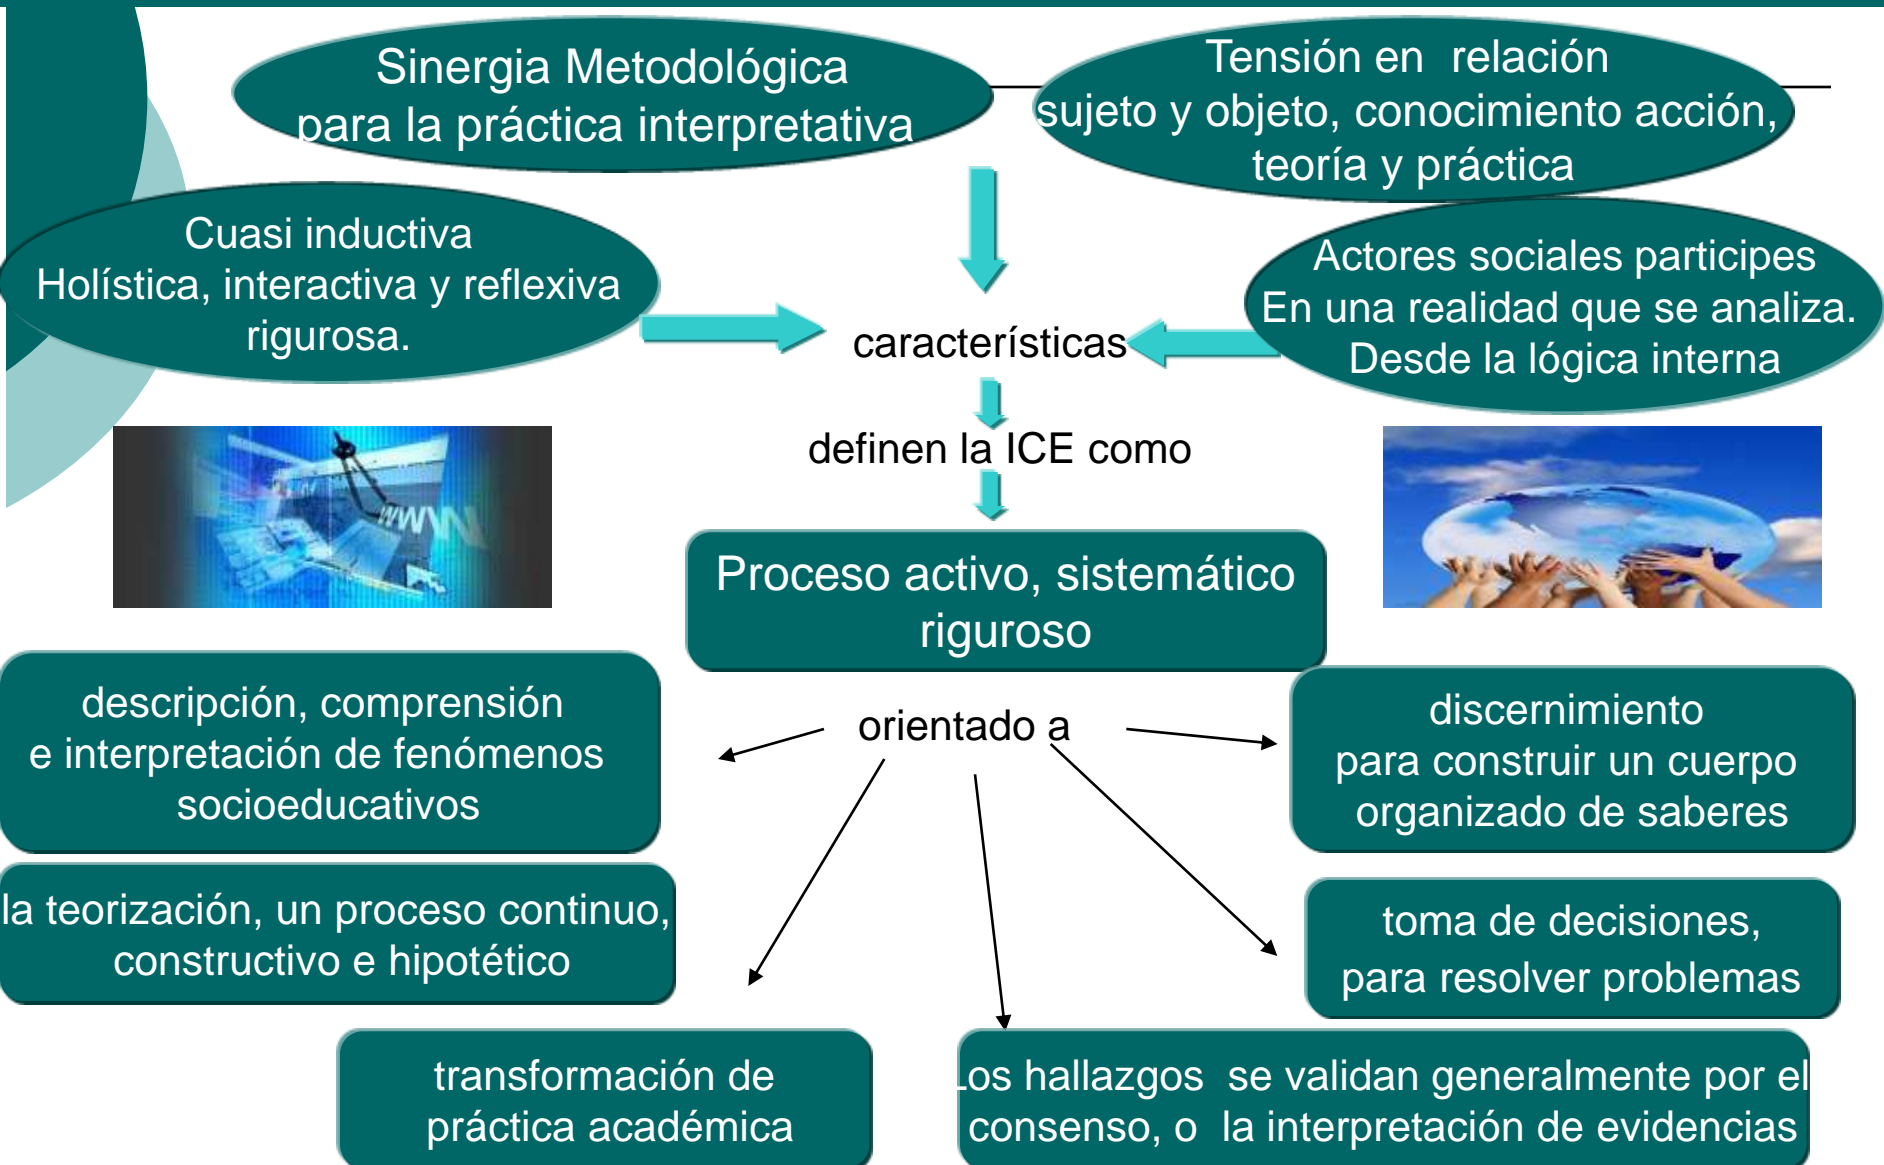 Sinergia Metodológica
para la práctica interpretativa
Tensión en relación
sujeto y objeto, conocimiento acción,
teoría y práctica
Cuasi inductiva
Holística, interactiva y reflexiva
rigurosa.
Actores sociales participes
En una realidad que se analiza.
Desde la lógica interna
características
definen la ICE como
WWW
Proceso activo, sistemático
riguroso
orientado a
descripción, comprensión
e interpretación de fenómenos
socioeducativos
discernimiento
para construir un cuerpo
organizado de saberes
la teorización, un proceso continuo,
constructivo e hipotético
toma de decisiones,
para resolver problemas
transformación de
práctica académica
Los hallazgos se validan generalmente por el
consenso, o la interpretación de evidencias